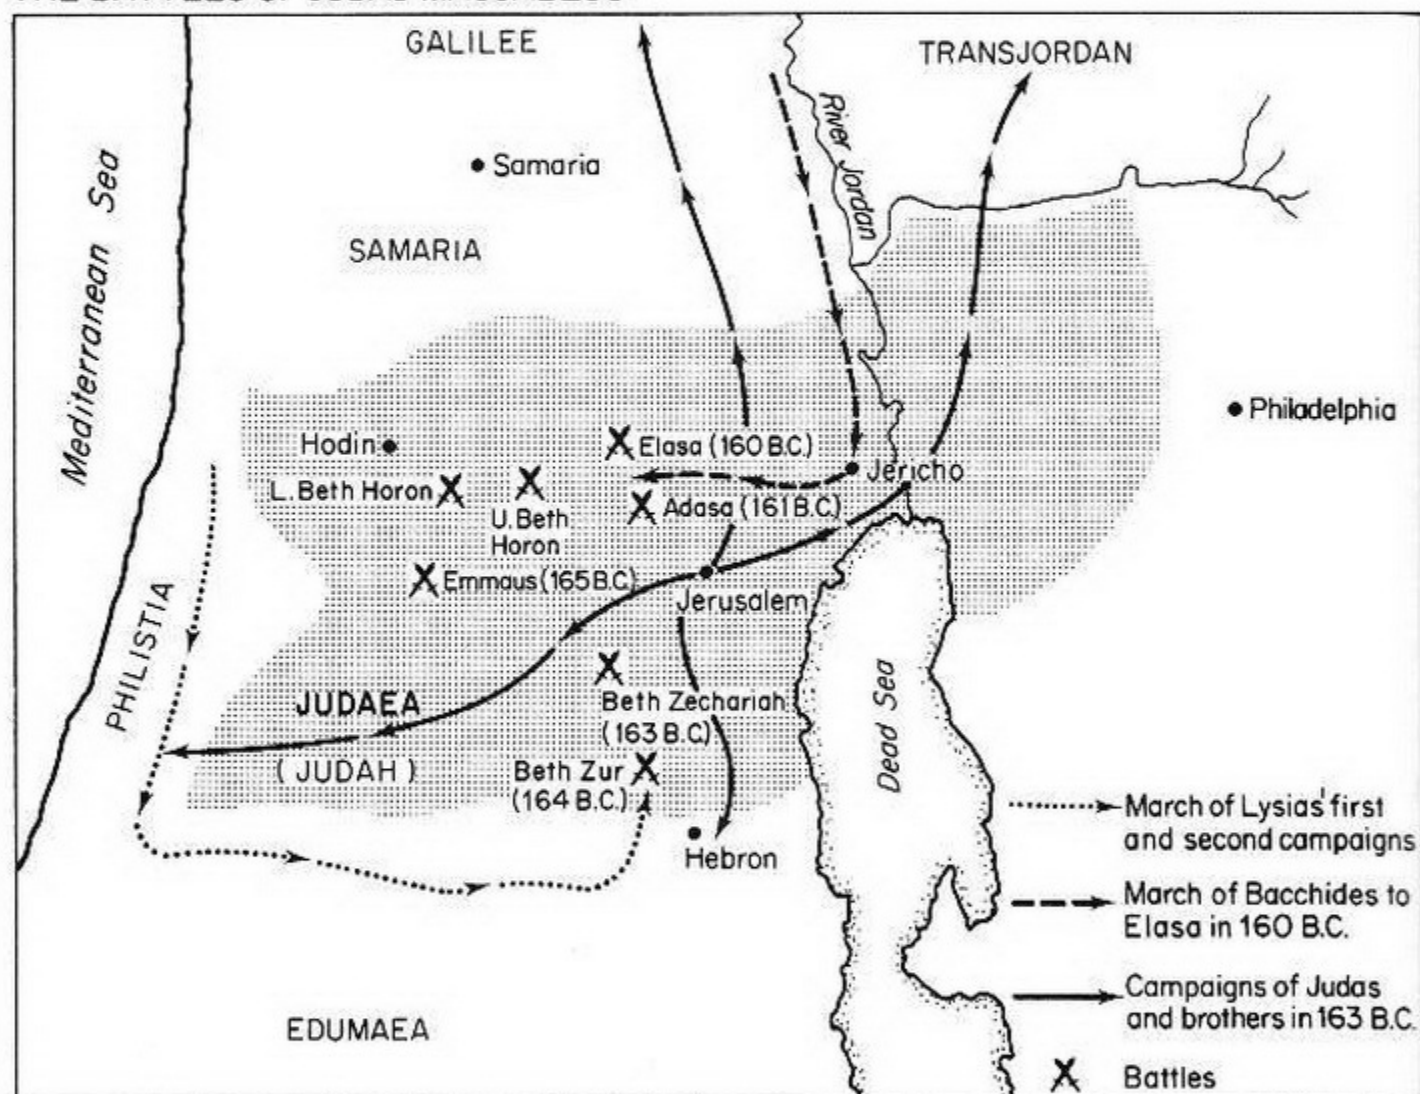 GALILEE
TRANSJORDAN
River Jordan
Samaria
Mediterranean Sea
SAMARIA
Philadelphia
Hodin
Elasa (160 B.C.)
Jericho
L. Beth Horon
Adasa (161 B.C.)
U. Beth
Horon
Emmaus (165 B.C.)
Jerusalem
PHILISTIA
JUDAEA
(JUDAH)
Beth Zechariah
(163 B.C.)
Dead Sea
Beth Zur
(164 B.C.)
Hebron
March of Lysias' first
and second campaigns
March of Bacchides to
Elasa in 160 B.C.
Campaigns of Judas
and brothers in 163 B.C.
EDUMAEA
Battles